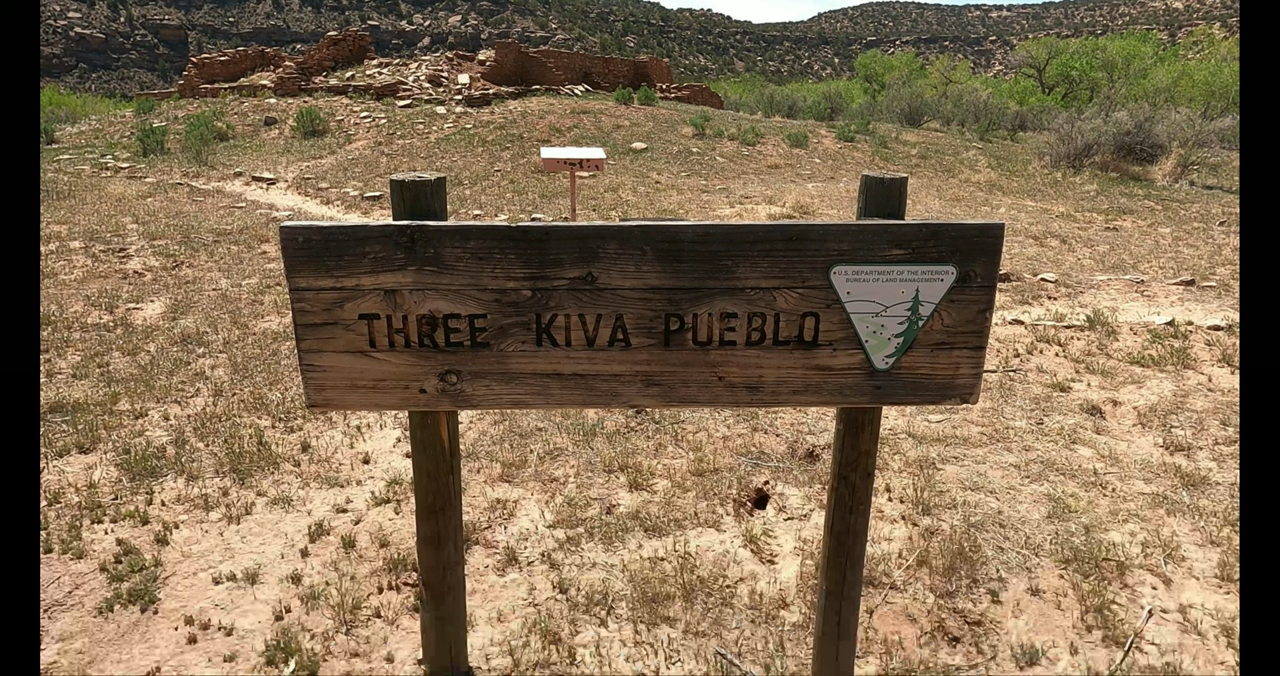 U.S. DEPARTMENT OF THE INTERIOR
BUREAU OF LAND MANAGEMENT
THREE KIVA PUEBLO